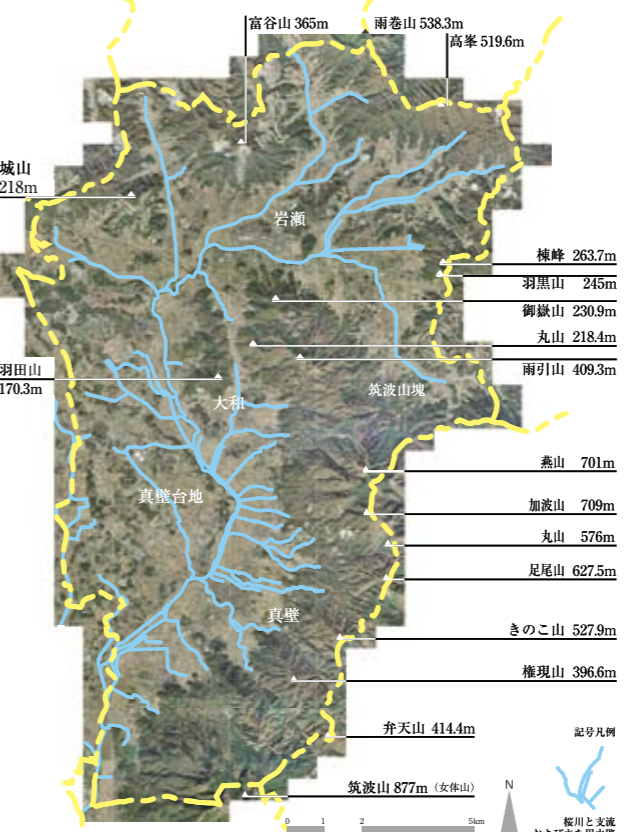 富谷山 365m
雨巻山 538.3m
高峯 519.6m
城山
218m
岩瀬
棟峰 263.7m
羽黒山 245m
御嶽山 230.9m
丸山 218.4m
雨引山 409.3m
羽田山
170.3m
大和
筑波山塊
燕山 701m
真壁台地
加波山 709m
丸山 576m
足尾山 627.5m
真壁
きのこ山 527.9m
権現山 396.6m
弁天山 414.4m
記号凡例
筑波山 877m（女体山）
N
0 1 2 5km
桜川と支流